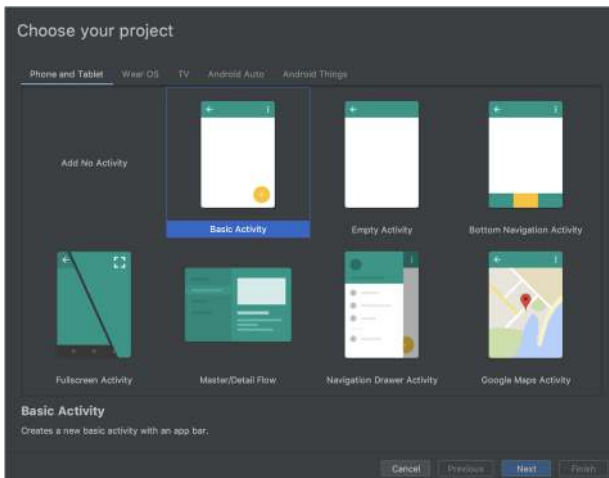 Choose your project
Phone and Tablet Wear OS TV Android Auto Android Things
Add No Activity
Basic Activity Empty Activity Bottom Navigation Activity
Fullscreen Activity Master/Detail Flow Navigation Drawer Activity Google Maps Activity
Basic Activity
Creates a new basic activity with an app bar.
Cancel Previous Next Finish